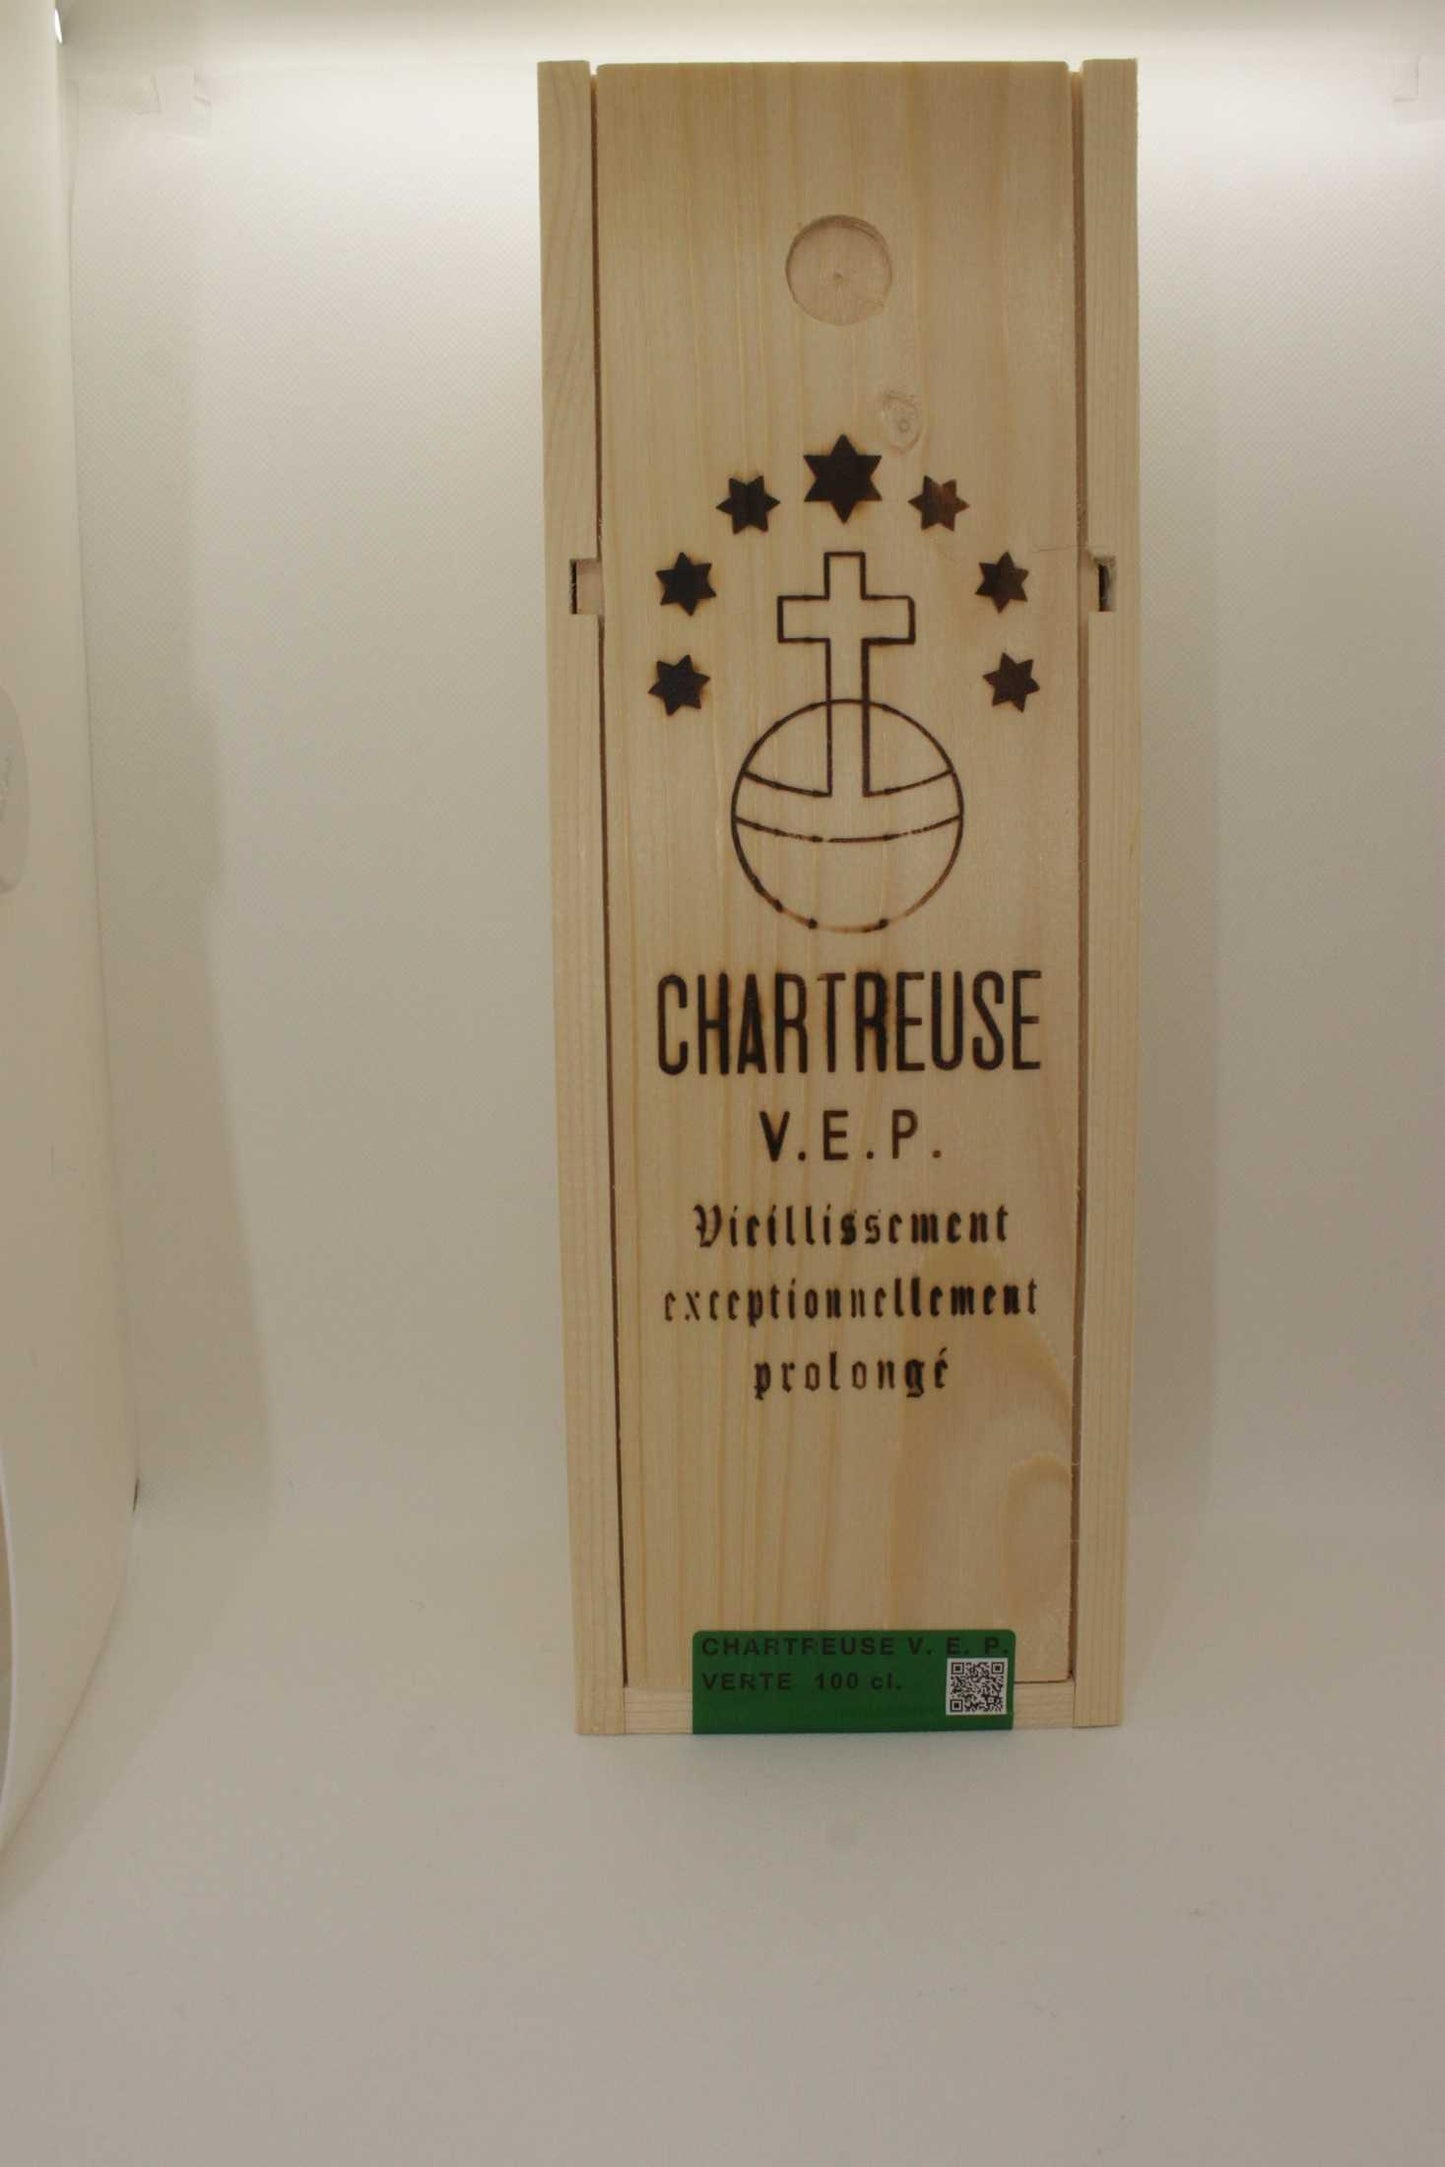 CHARTREUSE
V.E.P.
Vieillissement
exceptionnellement
prolongé
CHARTREUSE V. E. P.
VERTE 100 cl.